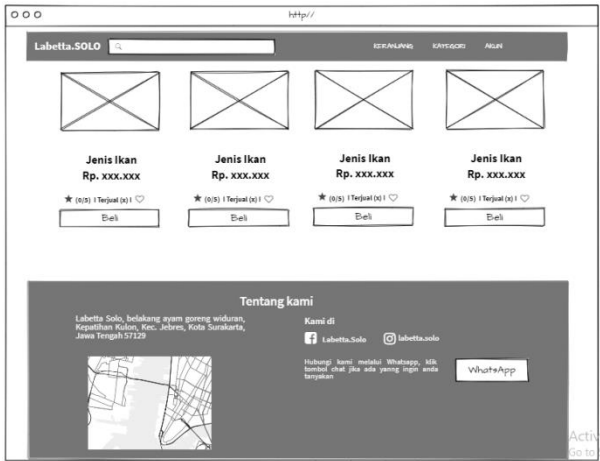 http//
Labetta.SOLO
KERANJANG KATEGORI AKUN
Jenis Ikan Jenis Ikan Jenis Ikan Jenis Ikan
Rp. xxx.xxx Rp. xxx.xxx Rp. xxx.xxx Rp. xxx.xxx
(0/5) I Terjual (x) I (0/5) I Terjual (x) I (0/5) I Terjual (x) I (0/5) I Terjual (x) I
Beli Beli Beli Beli
Tentang kami
Labetta Solo, belakang ayam goreng widuran,
Kepatihan Kulon, Kec. Jebres, Kota Surakarta,
Jawa Tengah 57129
Kami di
Labetta.Solo labetta.solo
Hubungi kami melalui Whatsapp, klik
tombol chat jika ada yanng ingin anda
tanyakan
WhatsApp
Activ
Go to